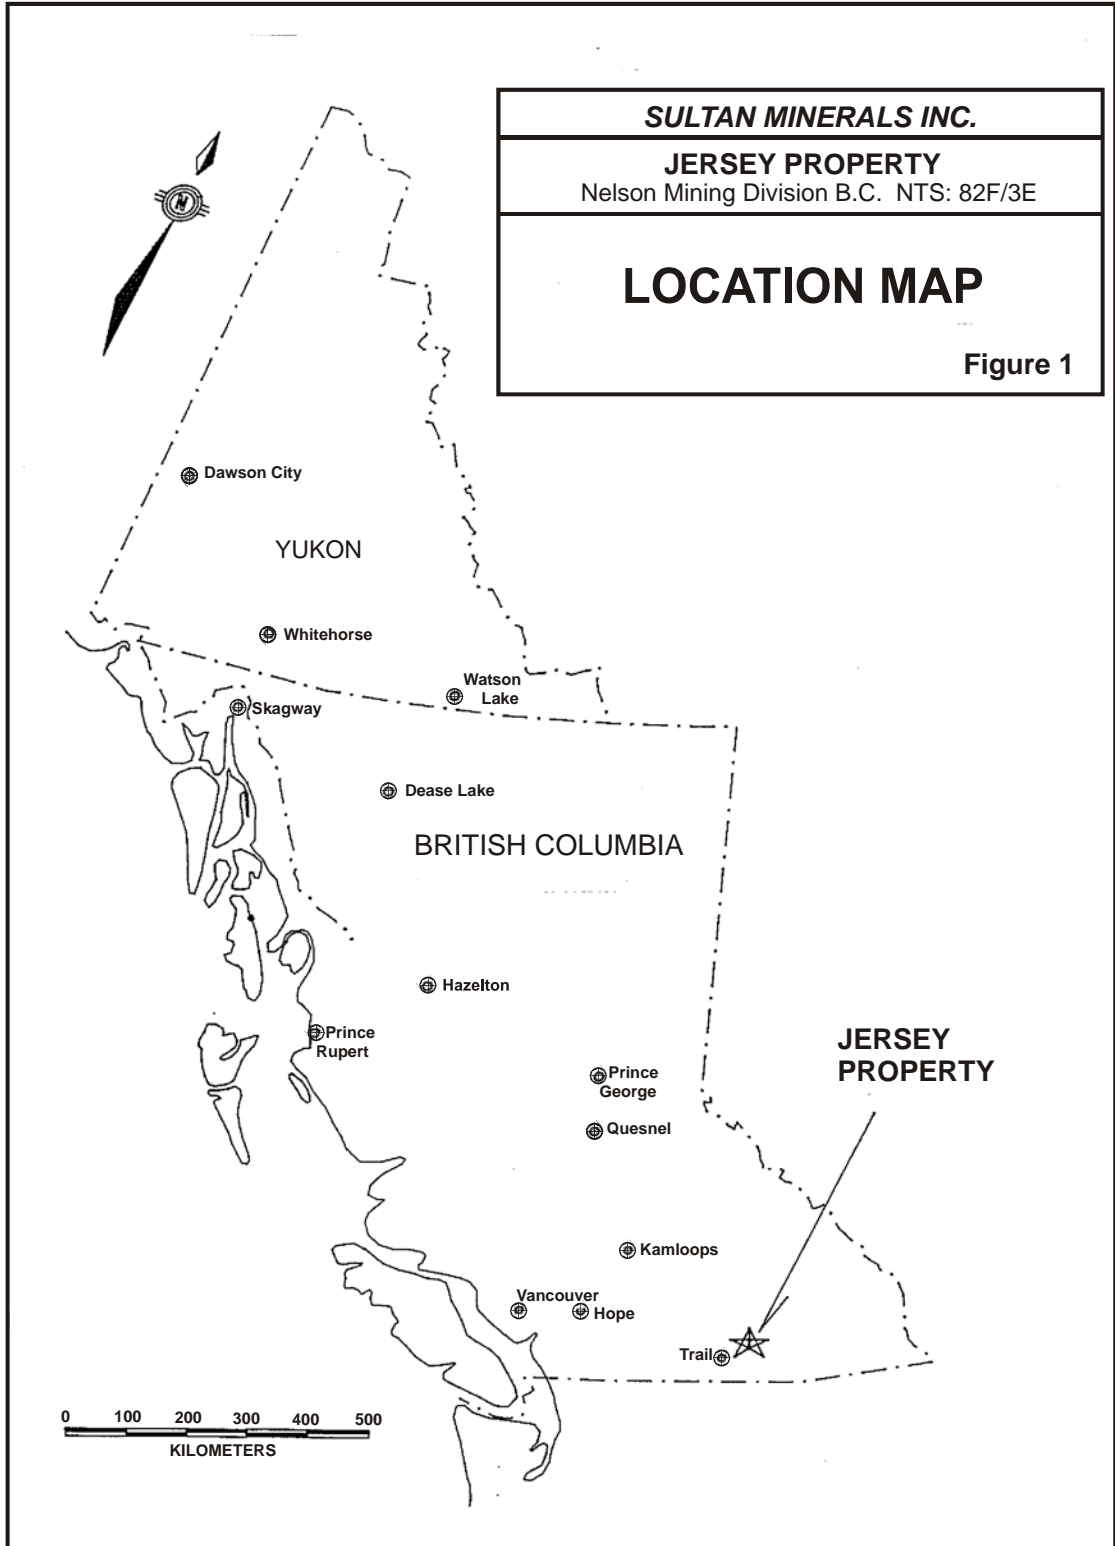 SULTAN MINERALS INC.
JERSEY PROPERTY
Nelson Mining Division B.C. NTS: 82F/3E
LOCATION MAP
Figure 1
N
Dawson City
YUKON
Whitehorse
Watson
Lake
Skagway
Dease Lake
BRITISH COLUMBIA
Hazelton
Prince
Rupert
JERSEY
PROPERTY
Prince
George
Quesnel
Kamloops
Vancouver
Hope
Trail
0 100 200 300 400 500
KILOMETERS